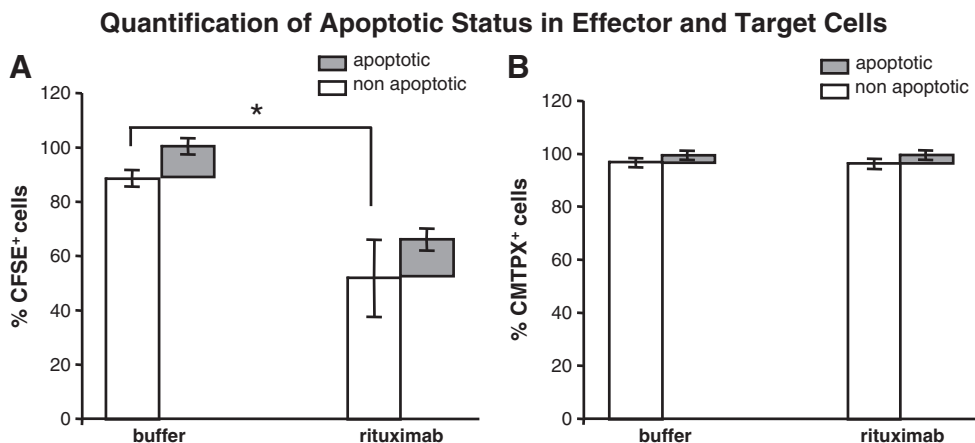 Quantification of Apoptotic Status in Effector and Target Cells
A
apoptotic
non apoptotic
% CFSE+ cells
120
100
80
60
40
20
0
*
buffer
rituximab
B
apoptotic
non apoptotic
% CMTPX+ cells
120
100
80
60
40
20
0
buffer
rituximab